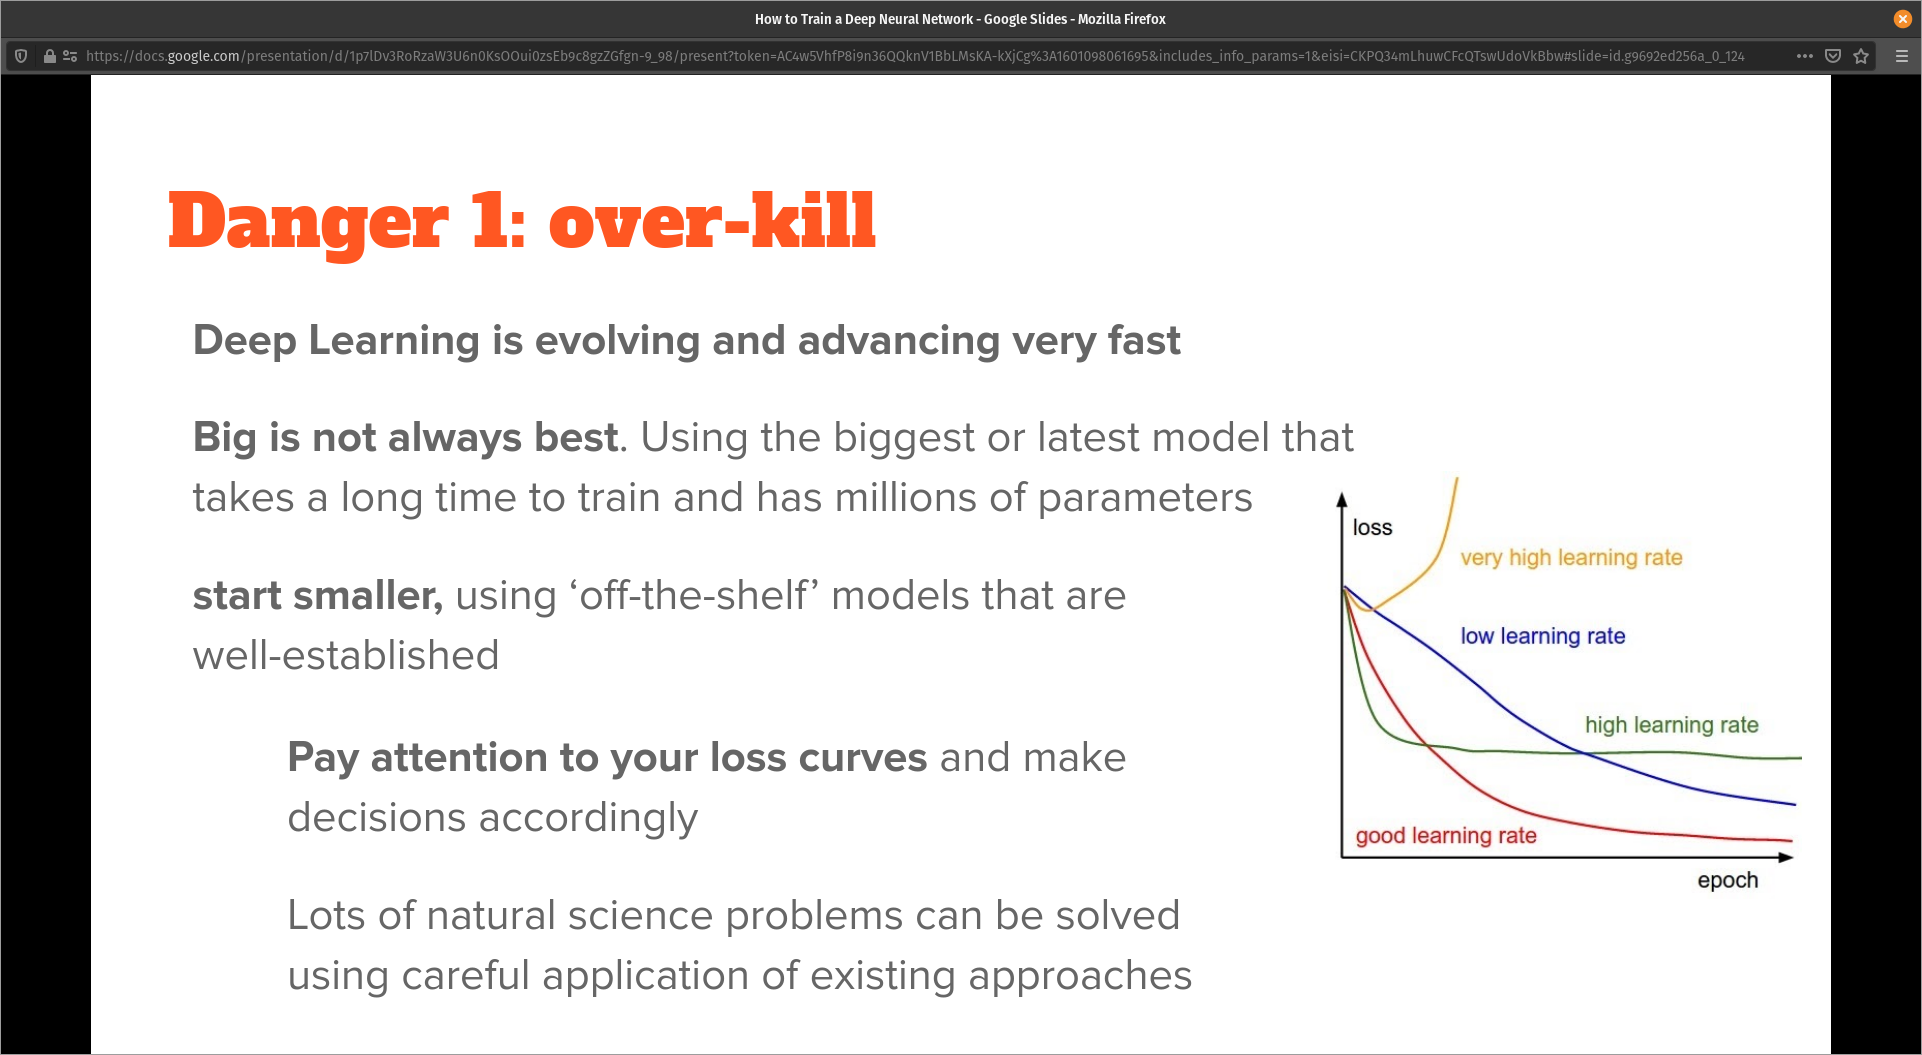 How to Train a Deep Neural Network - Google Slides - Mozilla Firefox
https://docs.google.com/presentation/d/1p7lDv3RoRzaW3U6n0KsOOui0zsEb9c8gzZGfgn-9_98/present?token=AC4w5VhfP8i9n36QQknV1BbLMsKA-kXjCg%3A1601098061695&includes_info_params=1&eisi=CKPQ34mLhuwCFcQTswUdoVkBbw#slide=id.g9692ed256a_0_124
Danger 1: over-kill
Deep Learning is evolving and advancing very fast
Big is not always best. Using the biggest or latest model that
takes a long time to train and has millions of parameters
start smaller, using ‘off-the-shelf’ models that are
well-established
Pay attention to your loss curves and make
decisions accordingly
Lots of natural science problems can be solved
using careful application of existing approaches
loss
very high learning rate
low learning rate
high learning rate
good learning rate
epoch